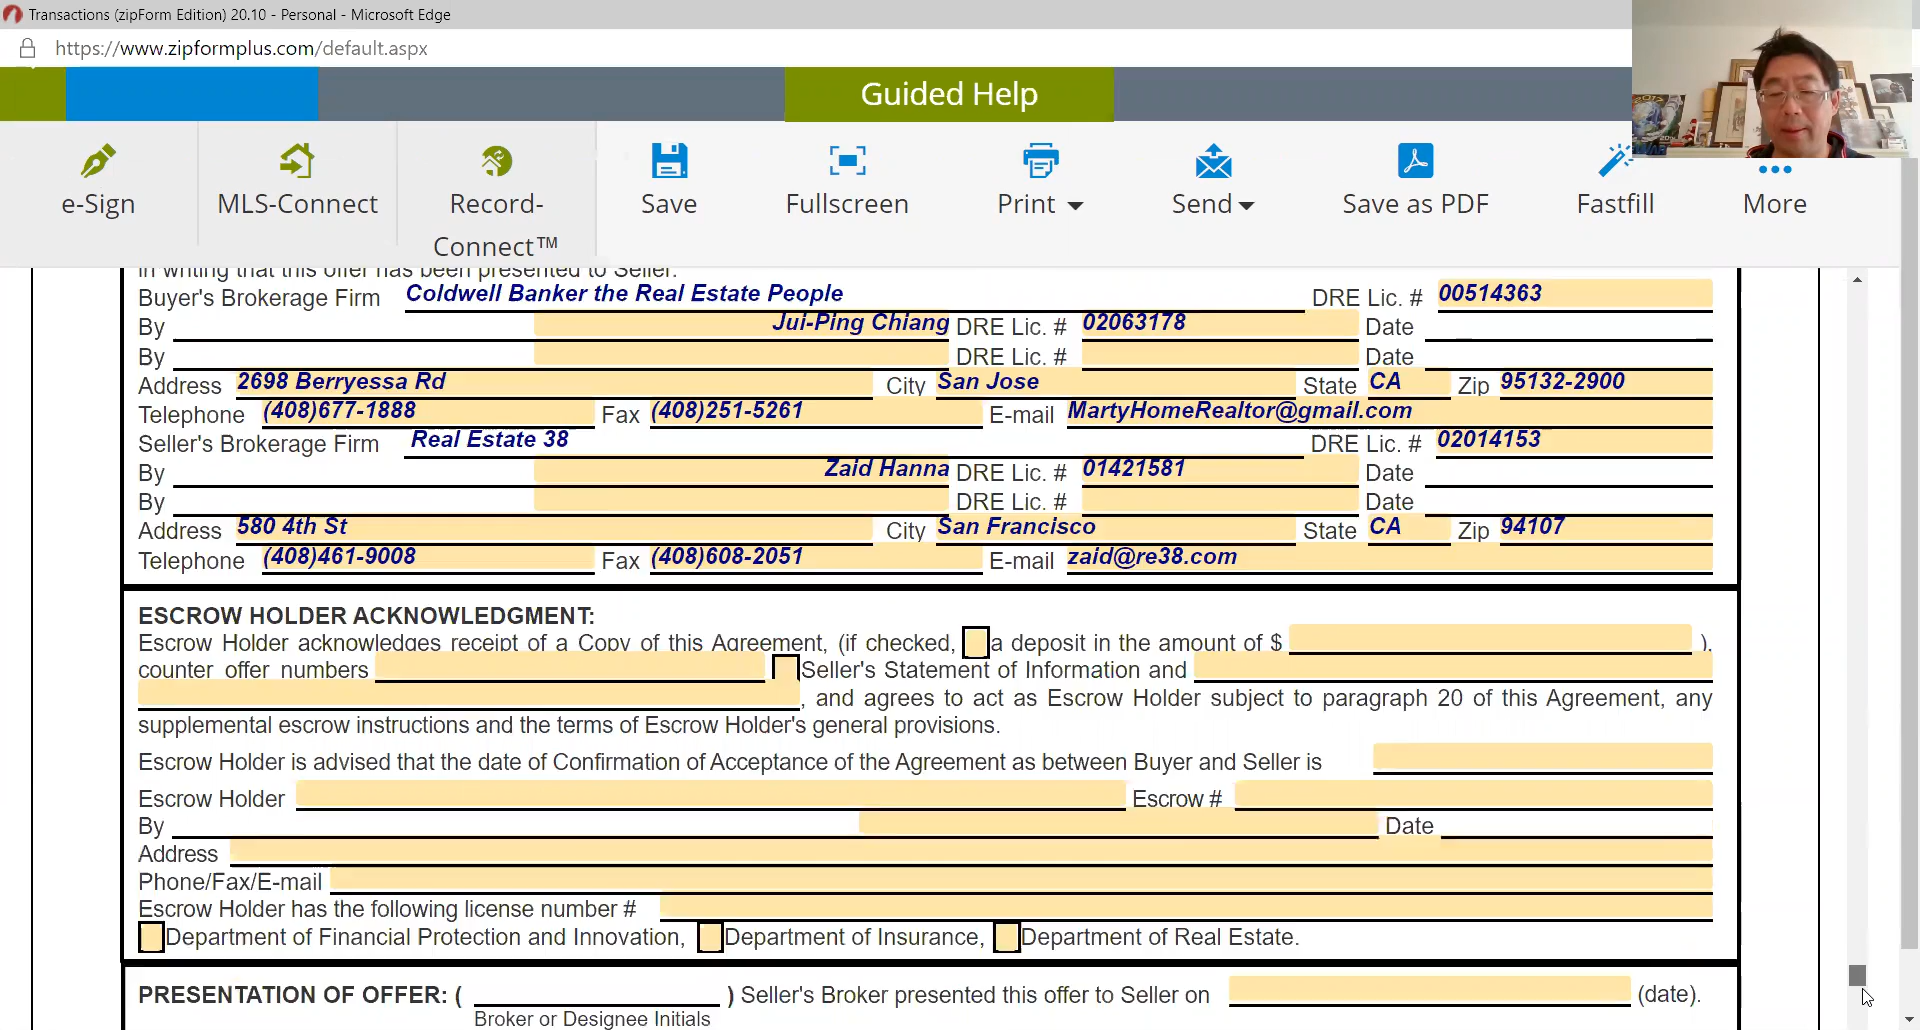 Transactions (zipForm Edition) 20.10 - Personal - Microsoft Edge
https://www.zipformplus.com/default.aspx
Guided Help
e-Sign MLS-Connect Record-Connect™ Save Fullscreen Print Send Save as PDF Fastfill More
in writing that this offer has been presented to Seller.
Buyer's Brokerage Firm Coldwell Banker the Real Estate People DRE Lic. # 00514363
By Jui-Ping Chiang DRE Lic. # 02063178 Date
By DRE Lic. # Date
Address 2698 Berryessa Rd City San Jose State CA Zip 95132-2900
Telephone (408)677-1888 Fax (408)251-5261 E-mail MartyHomeRealtor@gmail.com
Seller's Brokerage Firm Real Estate 38 DRE Lic. # 02014153
By Zaid Hanna DRE Lic. # 01421581 Date
By DRE Lic. # Date
Address 580 4th St City San Francisco State CA Zip 94107
Telephone (408)461-9008 Fax (408)608-2051 E-mail zaid@re38.com
ESCROW HOLDER ACKNOWLEDGMENT:
Escrow Holder acknowledges receipt of a Copy of this Agreement, (if checked, a deposit in the amount of $ ),
counter offer numbers Seller's Statement of Information and
, and agrees to act as Escrow Holder subject to paragraph 20 of this Agreement, any
supplemental escrow instructions and the terms of Escrow Holder's general provisions.
Escrow Holder is advised that the date of Confirmation of Acceptance of the Agreement as between Buyer and Seller is
Escrow Holder Escrow #
By Date
Address
Phone/Fax/E-mail
Escrow Holder has the following license number #
Department of Financial Protection and Innovation, Department of Insurance, Department of Real Estate.
PRESENTATION OF OFFER: ( ) Seller's Broker presented this offer to Seller on (date).
Broker or Designee Initials